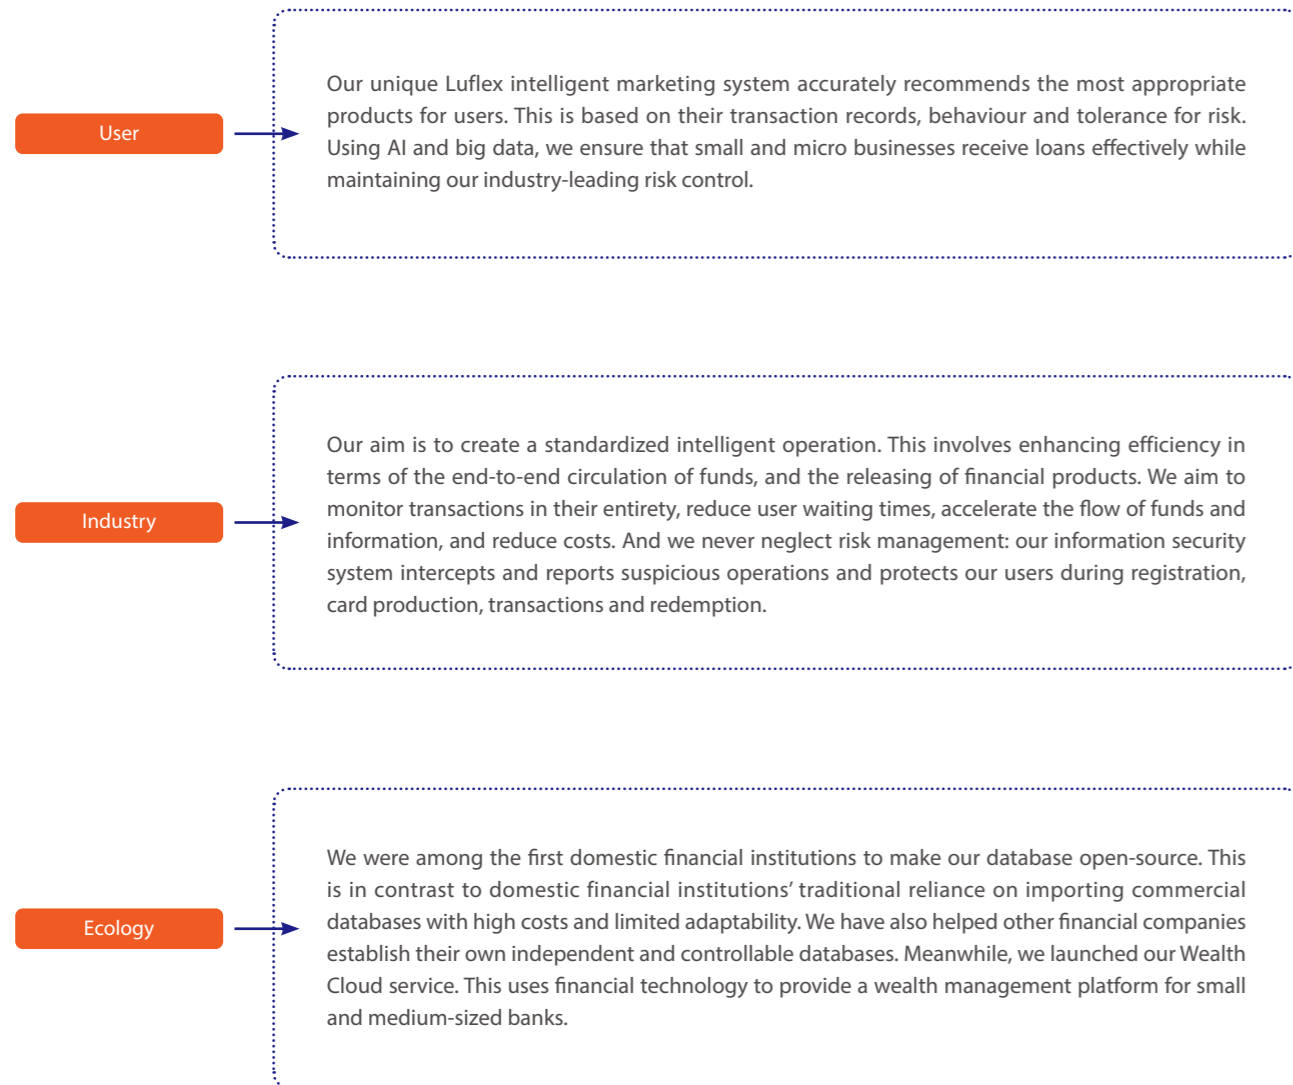 Our unique Luflex intelligent marketing system accurately recommends the most appropriate
products for users. This is based on their transaction records, behaviour and tolerance for risk.
User
Using AI and big data, we ensure that small and micro businesses receive loans effectively while
maintaining our industry-leading risk control.
Our aim is to create a standardized intelligent operation. This involves enhancing efficiency in
terms of the end-to-end circulation of funds, and the releasing of financial products. We aim to
monitor transactions in their entirety, reduce user waiting times, accelerate the flow of funds and
Industry
information, and reduce costs. And we never neglect risk management: our information security
system intercepts and reports suspicious operations and protects our users during registration,
card production, transactions and redemption.
We were among the first domestic financial institutions to make our database open-source. This
is in contrast to domestic financial institutions' traditional reliance on importing commercial
databases with high costs and limited adaptability. We have also helped other financial companies
Ecology
establish their own independent and controllable databases. Meanwhile, we launched our Wealth
Cloud service. This uses financial technology to provide a wealth management platform for small
and medium-sized banks.